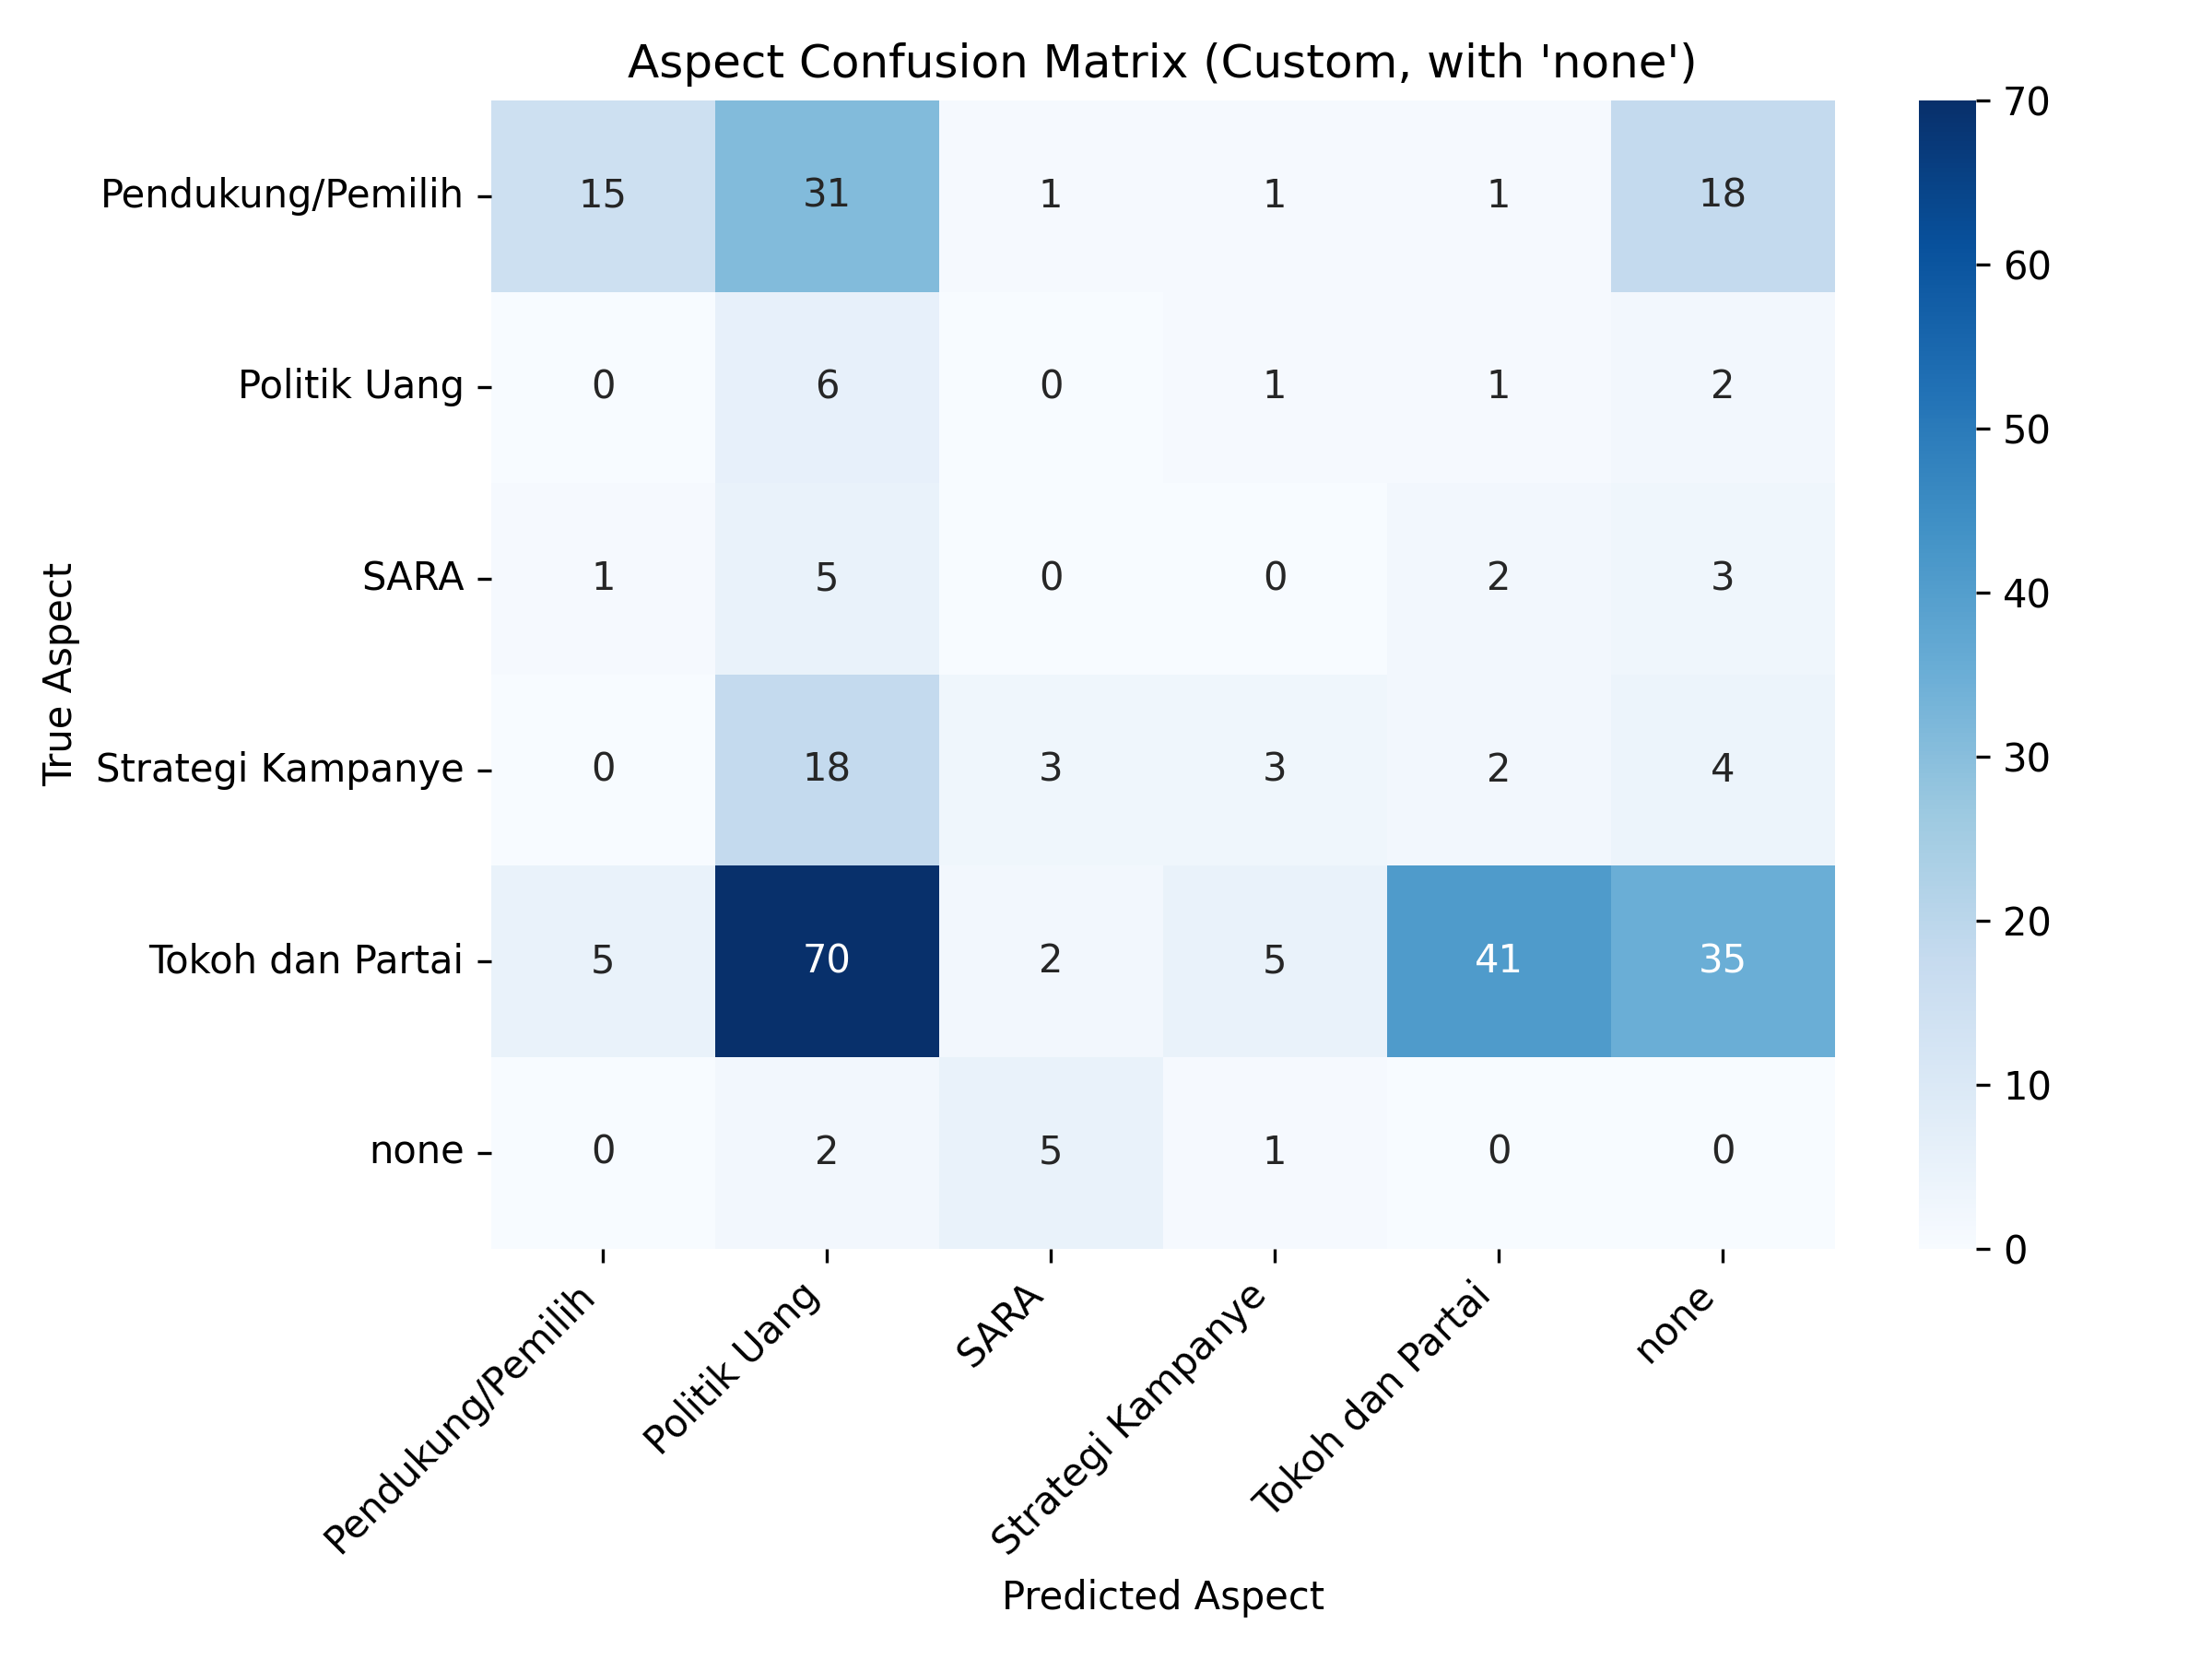 Aspect Confusion Matrix (Custom, with 'none')
True Aspect
Pendukung/Pemilih 15 31 1 1 1 18
Politik Uang 0 6 0 1 1 2
SARA 1 5 0 0 2 3
Strategi Kampanye 0 18 3 3 2 4
Tokoh dan Partai 5 70 2 5 41 35
none 0 2 5 1 0 0
Pendukung/Pemilih
Politik Uang
SARA
Strategi Kampanye
Tokoh dan Partai
none
Predicted Aspect
70
60
50
40
30
20
10
0